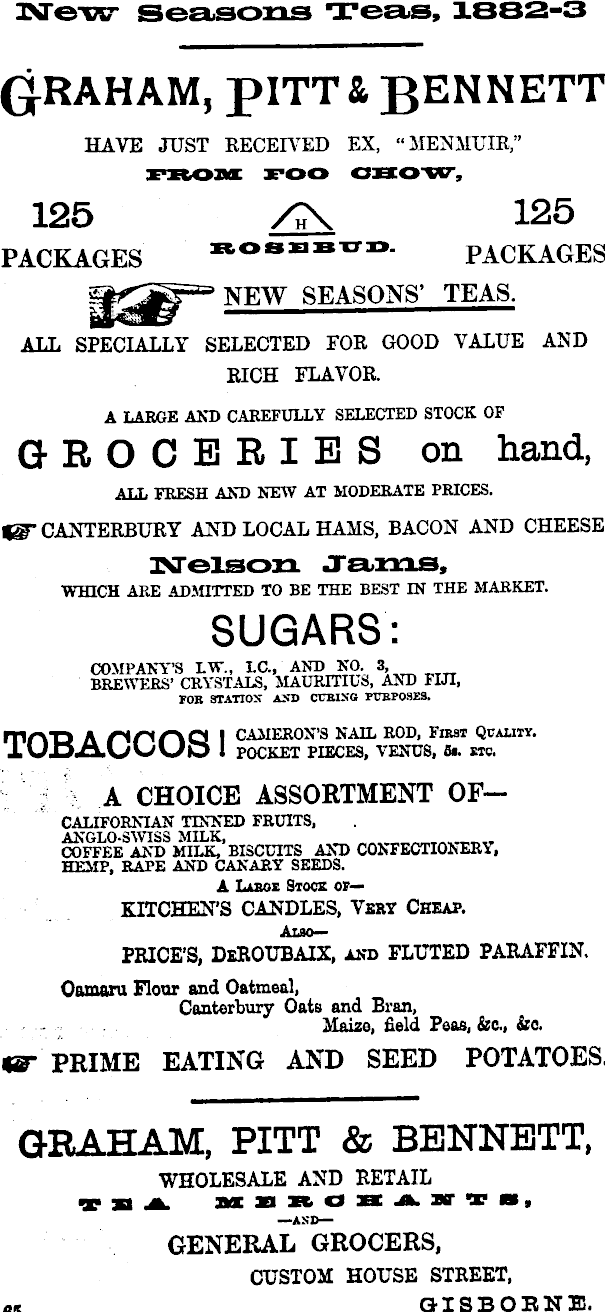 New Seasons Teas, 1882-3
GRAHAM, PITT & BENNETT
HAVE JUST RECEIVED EX, "MENMUIR,"
FROM FOO CHOW,
125 H 125
PACKAGES ROSEBUD. PACKAGES
NEW SEASONS' TEAS.
ALL SPECIALLY SELECTED FOR GOOD VALUE AND
RICH FLAVOR.
A LARGE AND CAREFULLY SELECTED STOCK OF
GROCERIES on hand,
ALL FRESH AND NEW AT MODERATE PRICES.
CANTERBURY AND LOCAL HAMS, BACON AND CHEESE
Nelson Jams,
WHICH ARE ADMITTED TO BE THE BEST IN THE MARKET.
SUGARS:
COMPANY'S I.W., I.C., AND NO. 3,
BREWERS' CRYSTALS, MAURITIUS, AND FIJI,
FOR STATION AND CURING PURPOSES.
TOBACCOS! CAMERON'S NAIL ROD, FIRST QUALITY.
POCKET PIECES, VENUS, 5s. ETC.
A CHOICE ASSORTMENT OF—
CALIFORNIAN TINNED FRUITS,
ANGLO-SWISS MILK,
COFFEE AND MILK, BISCUITS AND CONFECTIONERY,
HEMP, RAPE AND CANARY SEEDS.
A LARGE STOCK OF—
KITCHEN'S CANDLES, VERY CHEAP.
ALSO—
PRICE'S, DEROUBAIX, AND FLUTED PARAFFIN.
Oamaru Flour and Oatmeal,
Canterbury Oats and Bran,
Maize, field Peas, &c., &c.
PRIME EATING AND SEED POTATOES.
GRAHAM, PITT & BENNETT,
WHOLESALE AND RETAIL
TEA MERCHANTS,
—AND—
GENERAL GROCERS,
CUSTOM HOUSE STREET,
GISBORNE.